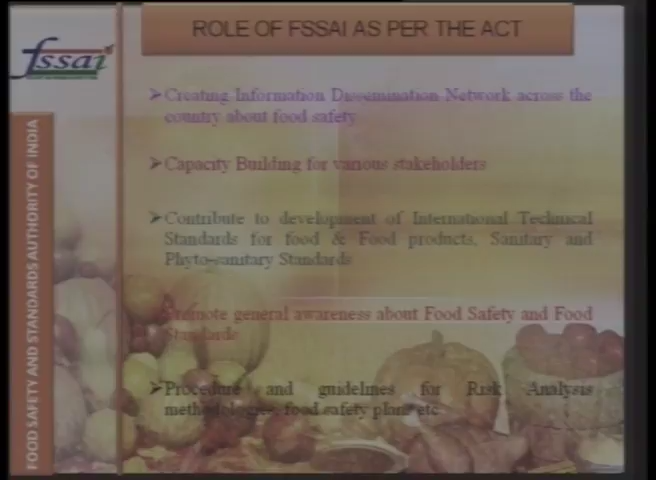 ROLE OF FSSAI AS PER THE ACT
fssai
➢Creating Information Dissemination Network across the
country about food safety
➢Capacity Building for various stakeholders
➢Contribute to development of International Technical
Standards for food & Food products, Sanitary and
Phyto-sanitary Standards
Promote general awareness about Food Safety and Food
Standards
➢Procedure and guidelines for Risk Analysis
methodologies, food safety plans etc
FOOD SAFETY AND STANDARDS AUTHORITY OF INDIA